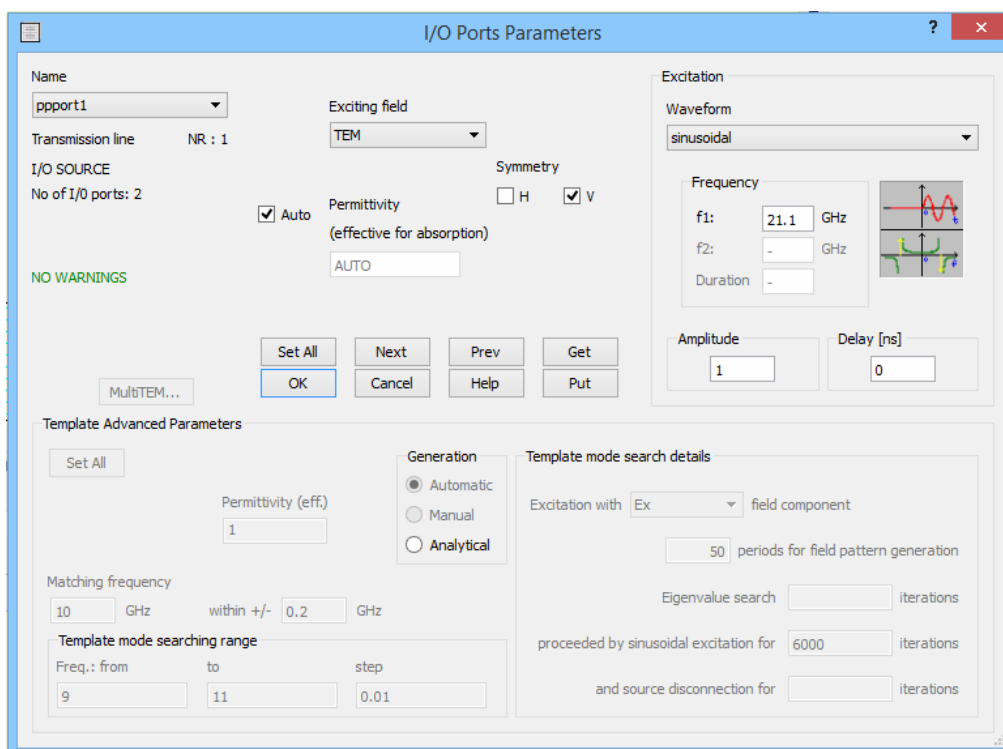 I/O Ports Parameters
?
Name
ppport1
Transmission line NR : 1
I/O SOURCE
No of I/0 ports: 2
NO WARNINGS
Exciting field
TEM
Auto
Permittivity
(effective for absorption)
AUTO
Symmetry
H
V
Set All
Next
Prev
Get
OK
Cancel
Help
Put
MultiTEM...
Excitation
Waveform
sinusoidal
Frequency
f1: 21.1 GHz
f2: - GHz
Duration -
Amplitude
1
Delay [ns]
0
Template Advanced Parameters
Set All
Permittivity (eff.)
1
Matching frequency
10 GHz within +/- 0.2 GHz
Template mode searching range
Freq.: from to step
9 11 0.01
Generation
Automatic
Manual
Analytical
Template mode search details
Excitation with Ex field component
50 periods for field pattern generation
Eigenvalue search iterations
proceeded by sinusoidal excitation for 6000 iterations
and source disconnection for iterations